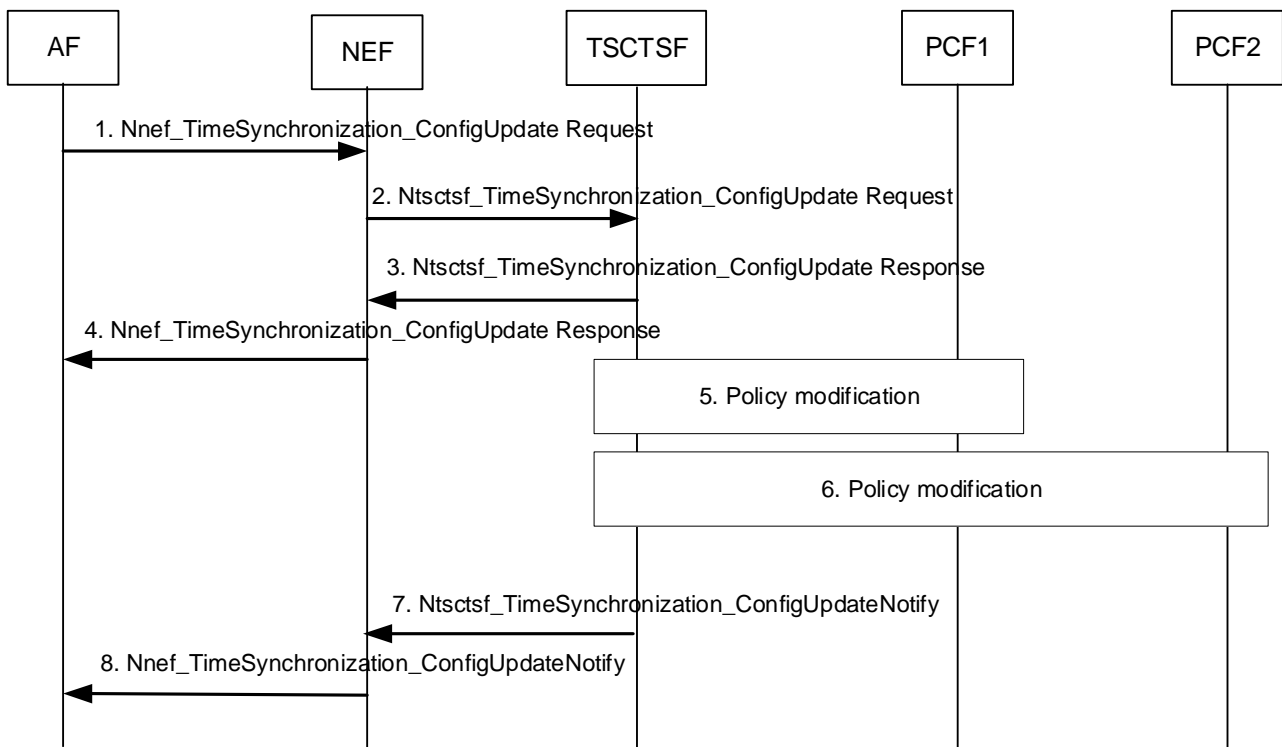 AF
NEF
TSCTSF
PCF1
PCF2
1. Nnef_TimeSynchronization_ConfigUpdate Request
2. Ntsctsf_TimeSynchronization_ConfigUpdate Request
3. Ntsctsf_TimeSynchronization_ConfigUpdate Response
4. Nnef_TimeSynchronization_ConfigUpdate Response
5. Policy modification
6. Policy modification
7. Ntsctsf_TimeSynchronization_ConfigUpdateNotify
8. Nnef_TimeSynchronization_ConfigUpdateNotify